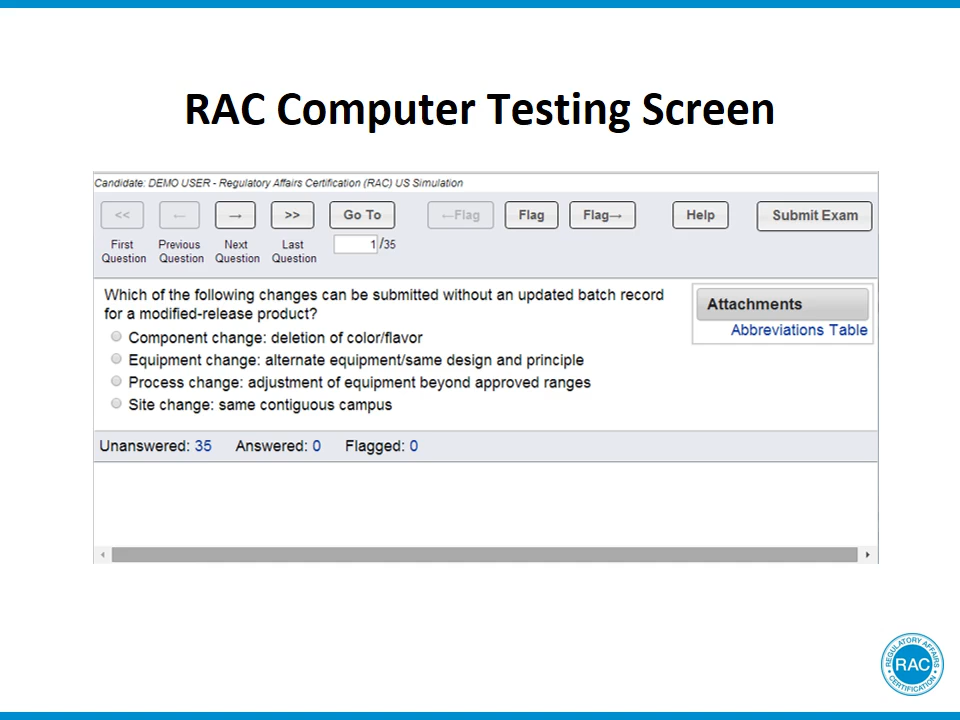 RAC Computer Testing Screen
Candidate: DEMO USER - Regulatory Affairs Certification (RAC) US Simulation
<< ← → >> Go To ←Flag Flag Flag→ Help Submit Exam
First Question Previous Question Next Question Last Question 1/35
Which of the following changes can be submitted without an updated batch record
for a modified-release product?
Component change: deletion of color/flavor
Equipment change: alternate equipment/same design and principle
Process change: adjustment of equipment beyond approved ranges
Site change: same contiguous campus
Attachments
Abbreviations Table
Unanswered: 35 Answered: 0 Flagged: 0
REGULATORY AFFAIRS
RAC
CERTIFICATION